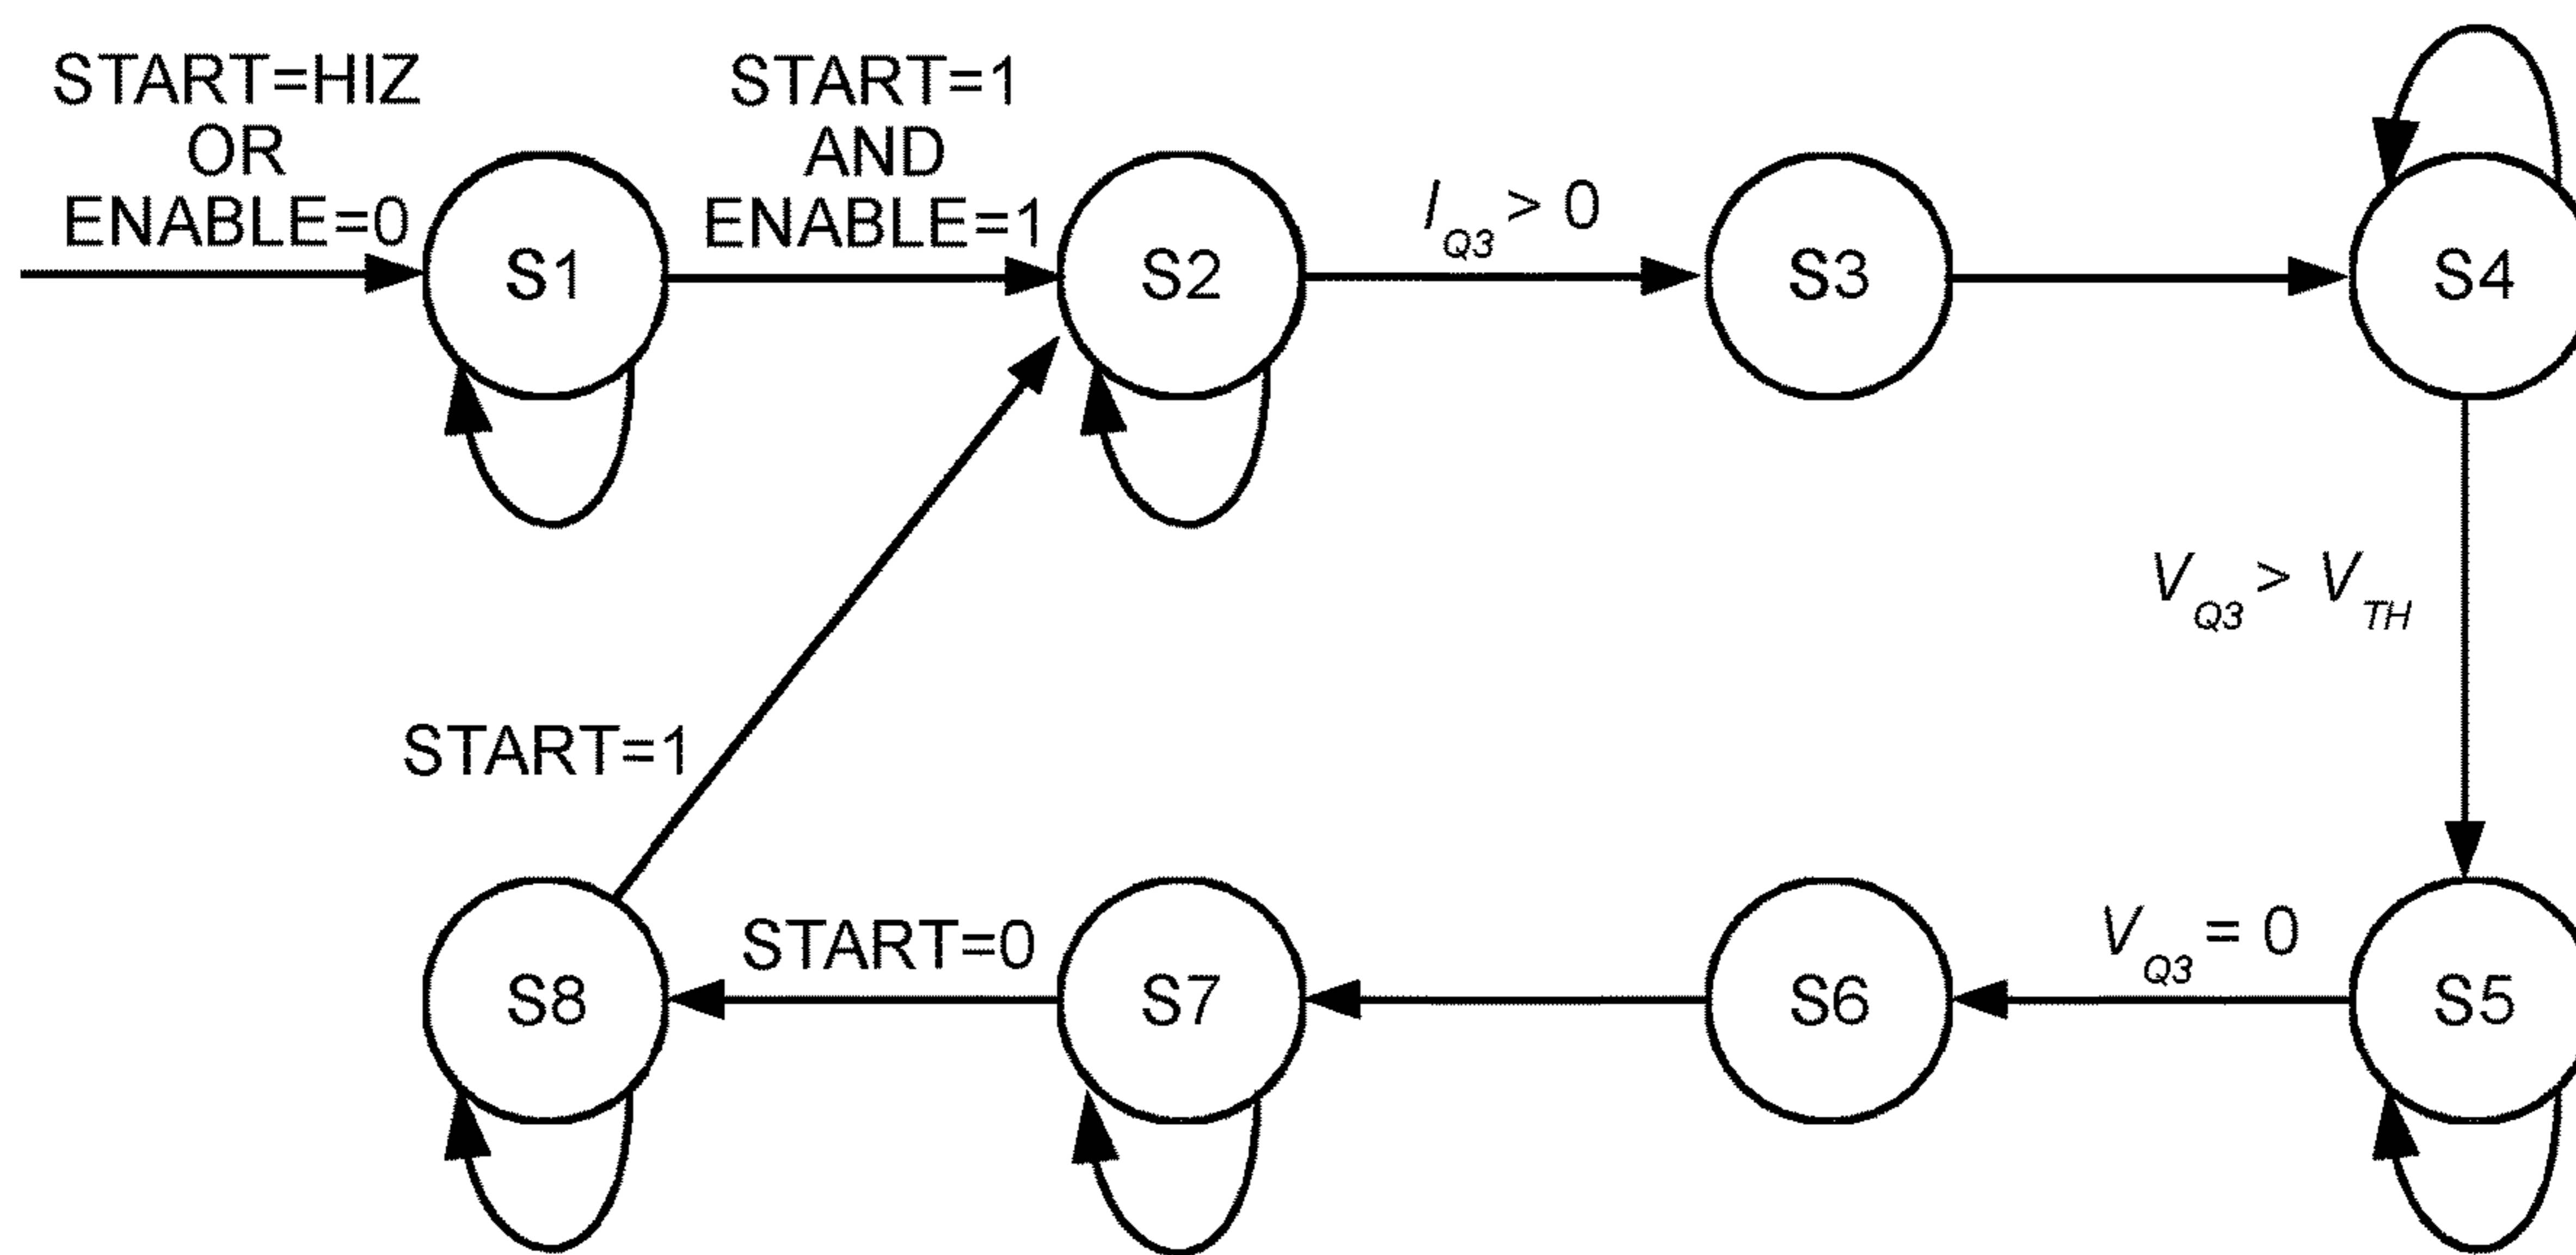 START=HIZ
OR
ENABLE=0
START=1
AND
ENABLE=1
I_Q3 > 0
S1
S2
S3
S4
V_Q3 > V_TH
START=1
START=0
V_Q3 = 0
S8
S7
S6
S5